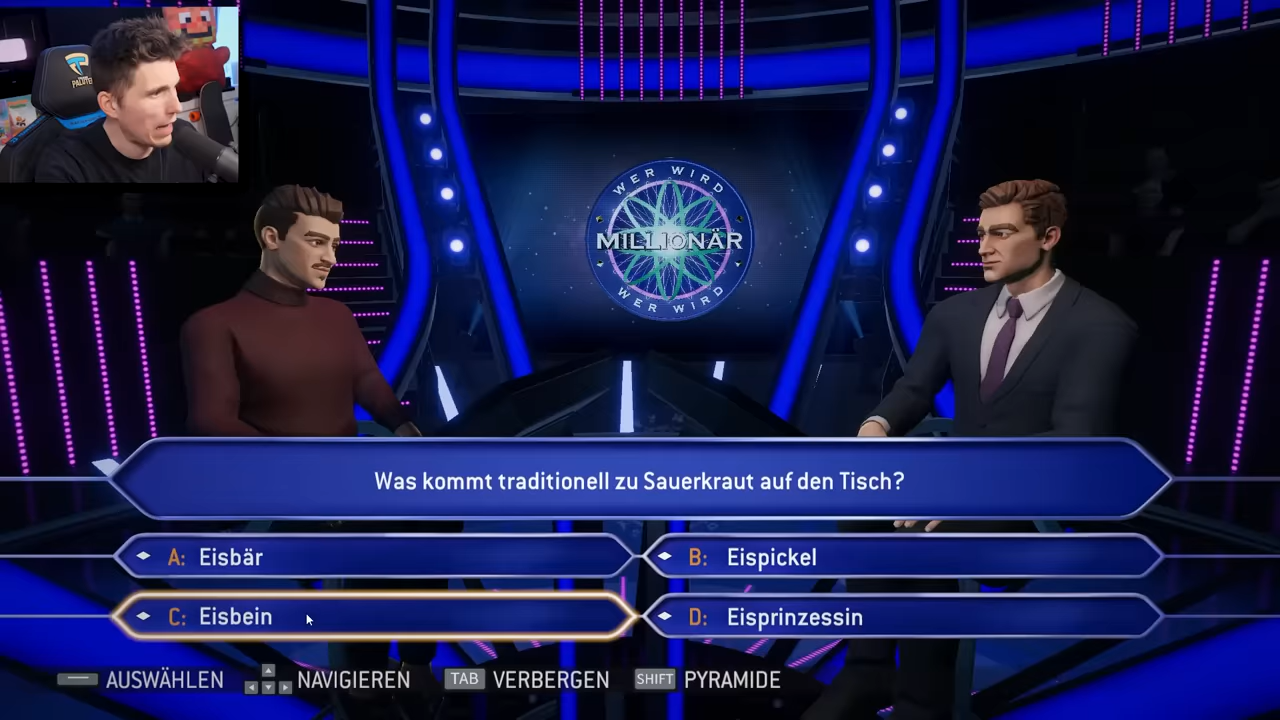 PALUTEN
WER WIRD
MILLIONÄR
WER WIRD
Was kommt traditionell zu Sauerkraut auf den Tisch?
A: Eisbär
B: Eispickel
C: Eisbein
D: Eisprinzessin
AUSWÄHLEN
NAVIGIEREN
TAB VERBERGEN
SHIFT PYRAMIDE